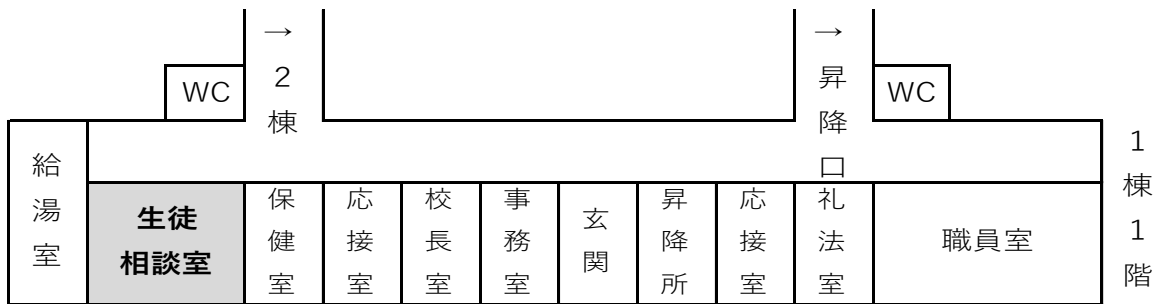 →2棟
→昇降口
WC
WC
1棟1階
給湯室
生徒
相談室
保健室
応接室
校長室
事務室
玄関
昇降所
応接室
礼法室
職員室